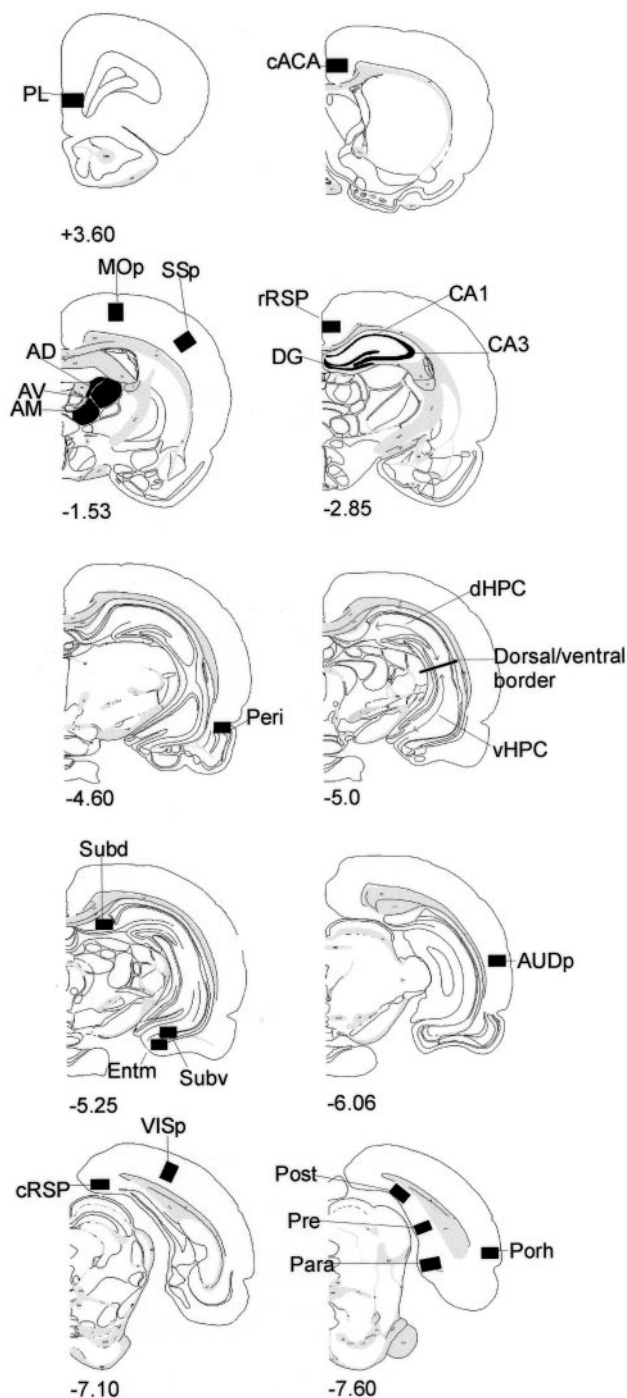 PL
cACA
+3.60
MOp
SSp
AD
AV
AM
-1.53
rRSP
CA1
DG
CA3
-2.85
Peri
-4.60
dHPC
Dorsal/ventral
border
vHPC
-5.0
Subd
Entm
Subv
-5.25
AUDp
-6.06
VISp
cRSP
-7.10
Post
Pre
Para
Porh
-7.60